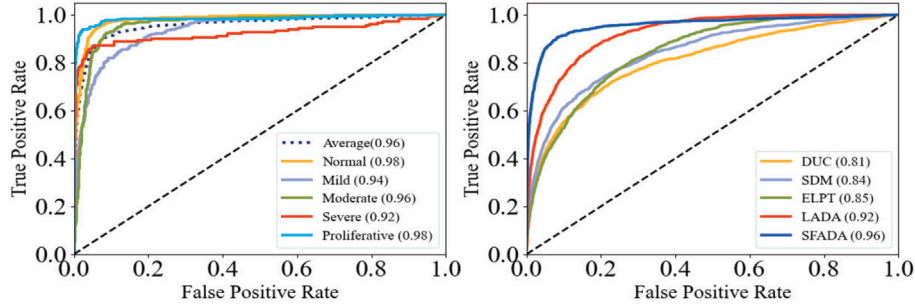 True Positive Rate
1.0
0.8
0.6
0.4
0.2
0.0
Average(0.96)
Normal (0.98)
Mild (0.94)
Moderate (0.96)
Severe (0.92)
Proliferative (0.98)
0.0 0.2 0.4 0.6 0.8 1.0
False Positive Rate
True Positive Rate
1.0
0.8
0.6
0.4
0.2
0.0
DUC (0.81)
SDM (0.84)
ELPT (0.85)
LADA (0.92)
SFADA (0.96)
0.0 0.2 0.4 0.6 0.8 1.0
False Positive Rate